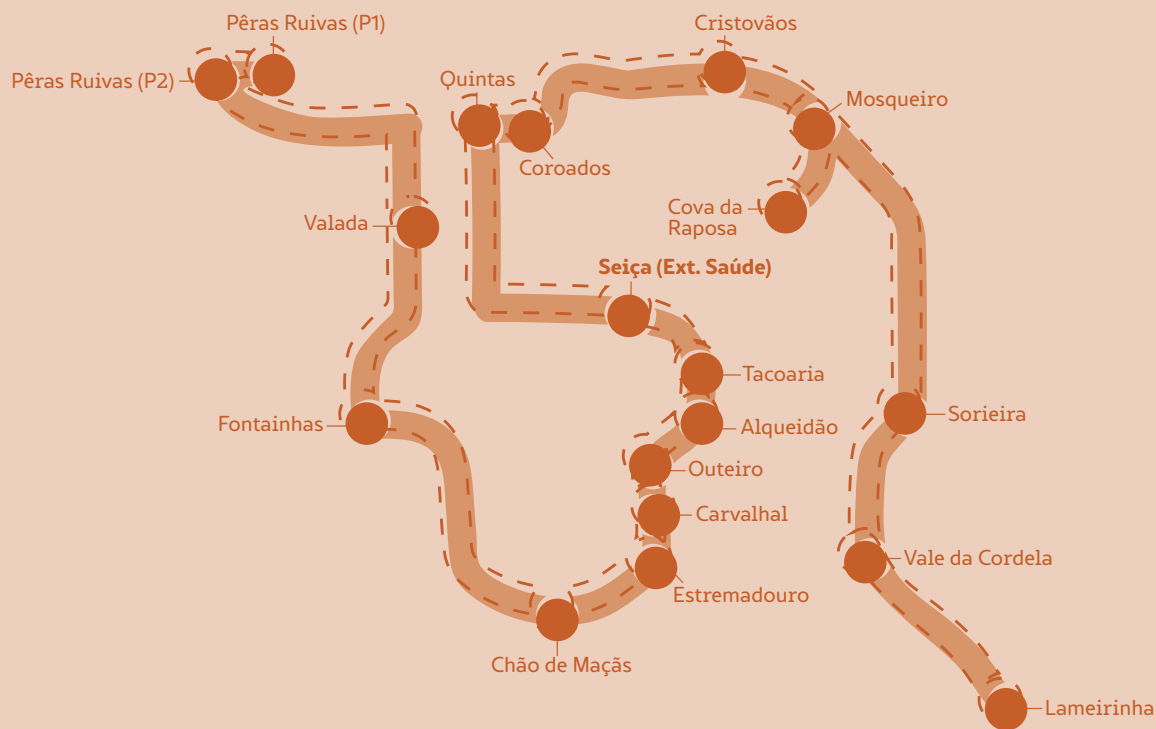 Pêras Ruivas (P1)
Cristovãos
Pêras Ruivas (P2)
Quintas
Mosqueiro
Coroados
Cova da
Raposa
Valada
Seiça (Ext. Saúde)
Tacoaria
Sorieira
Fontainhas
Alqueidão
Outeiro
Carvalhal
Vale da Cordela
Estremadouro
Chão de Maçãs
Lameirinha